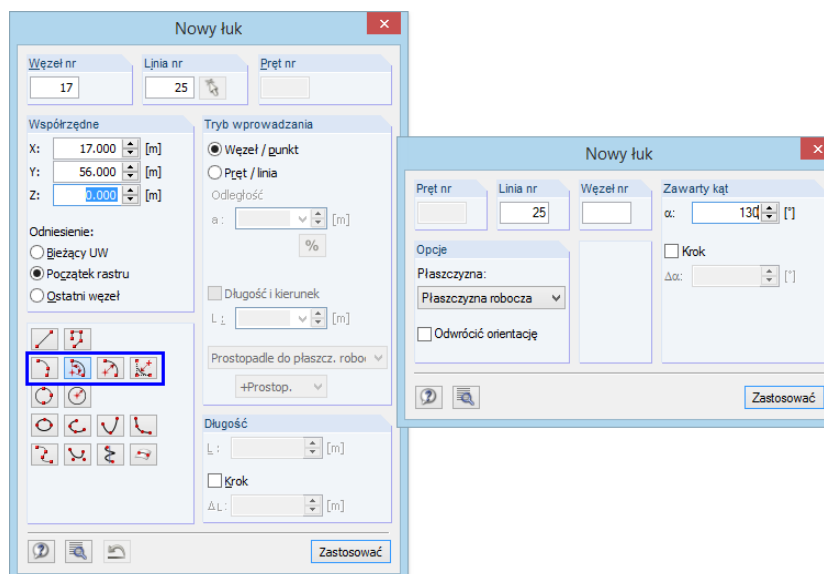 Nowy łuk
Węzeł nr
Linia nr
Pręt nr
17
25
Współrzędne
X: 17.000 [m]
Y: 56.000 [m]
Z: 0.000 [m]
Odniesienie:
Bieżący UW
Początek rastru
Ostatni węzeł
Tryb wprowadzania
Węzeł / punkt
Pręt / linia
Odległość
a : [m]
%
Długość i kierunek
L : [m]
Prostopadle do płaszcz. roboc
+Prostop.
Długość
L : [m]
Krok
ΔL : [m]
Zastosować
Nowy łuk
Pręt nr
Linia nr
Węzeł nr
Zawarty kąt
25
α: 130 [°]
Opcje
Płaszczyzna:
Płaszczyzna robocza
Odwrócić orientację
Krok
Δα: [°]
Zastosować